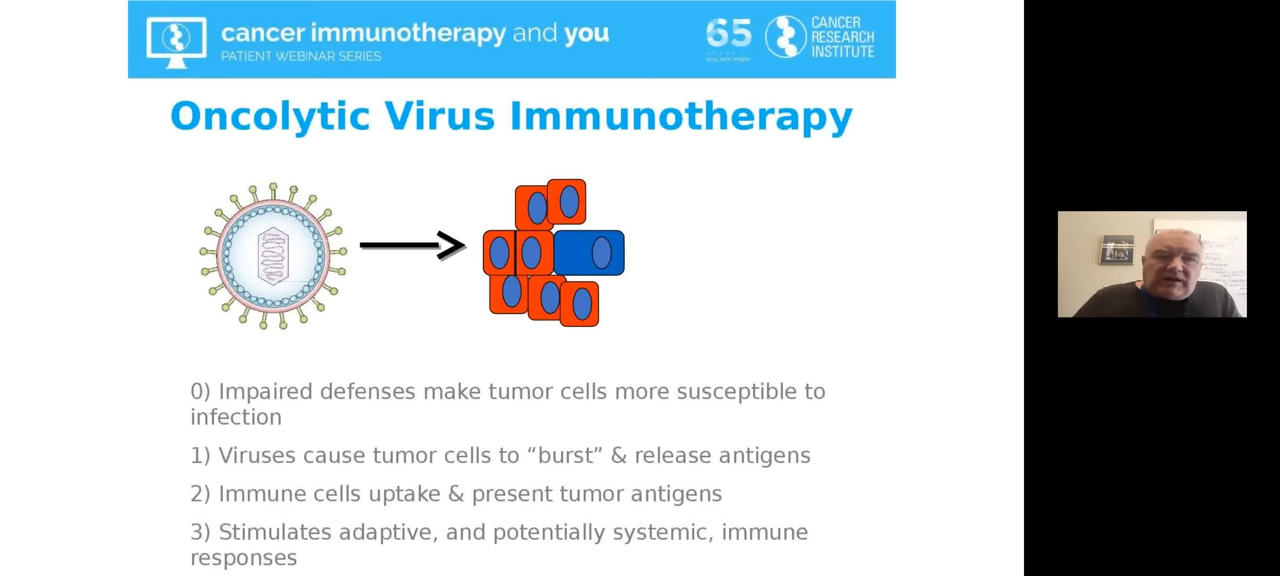 cancer immunotherapy and you
PATIENT WEBINAR SERIES
65
CANCER
RESEARCH
INSTITUTE
Oncolytic Virus Immunotherapy
0) Impaired defenses make tumor cells more susceptible to
infection
1) Viruses cause tumor cells to “burst” & release antigens
2) Immune cells uptake & present tumor antigens
3) Stimulates adaptive, and potentially systemic, immune
responses